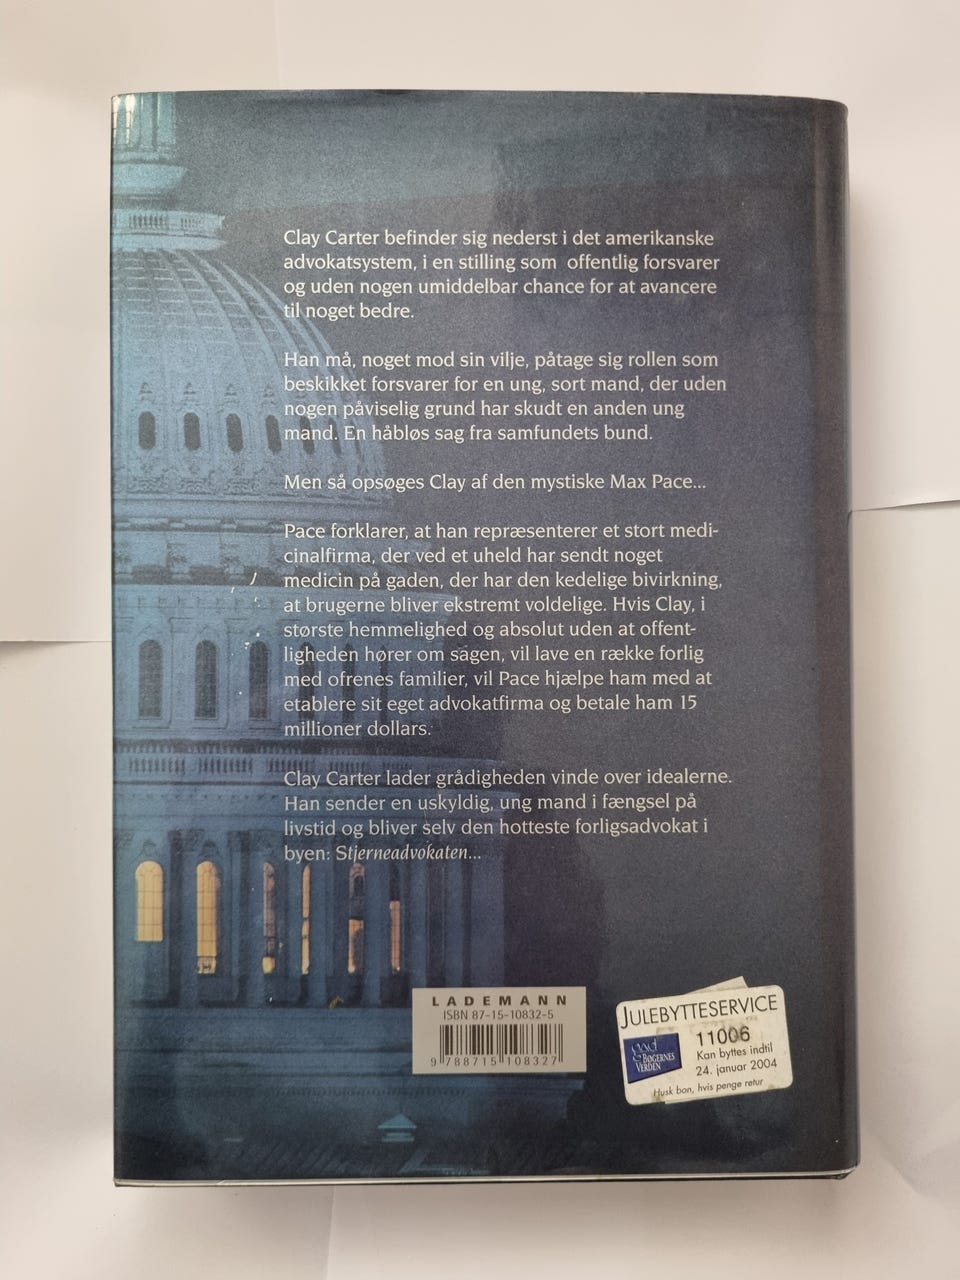 Clay Carter befinder sig nederst i det amerikanske
advokatsystem, i en stilling som offentlig forsvarer
og uden nogen umiddelbar chance for at avancere
til noget bedre.
Han må, noget mod sin vilje, påtage sig rollen som
beskikket forsvarer for en ung, sort mand, der uden
nogen påviselig grund har skudt en anden ung
mand. En håbløs sag fra samfundets bund.
Men så opsøges Clay af den mystiske Max Pace...
Pace forklarer, at han repræsenterer et stort medi-
cinalfirma, der ved et uheld har sendt noget
medicin på gaden, der har den kedelige bivirkning,
at brugerne bliver ekstremt voldelige. Hvis Clay, i
største hemmelighed og absolut uden at offent-
ligheden hører om sagen, vil lave en række forlig
med ofrenes familier, vil Pace hjælpe ham med at
etablere sit eget advokatfirma og betale ham 15
millioner dollars.
Clay Carter lader grådigheden vinde over idealerne.
Han sender en uskyldig, ung mand i fængsel på
livstid og bliver selv den hotteste forligsadvokat i
byen: Stjerneadvokaten...
LADEMANN
ISBN 87-15-10832-5
9 788715 108327
JULEBYTTESERVICE
11006
Kan byttes indtil
24. januar 2004
gad
& BØGERNES
VERDEN
Husk bon, hvis penge retur